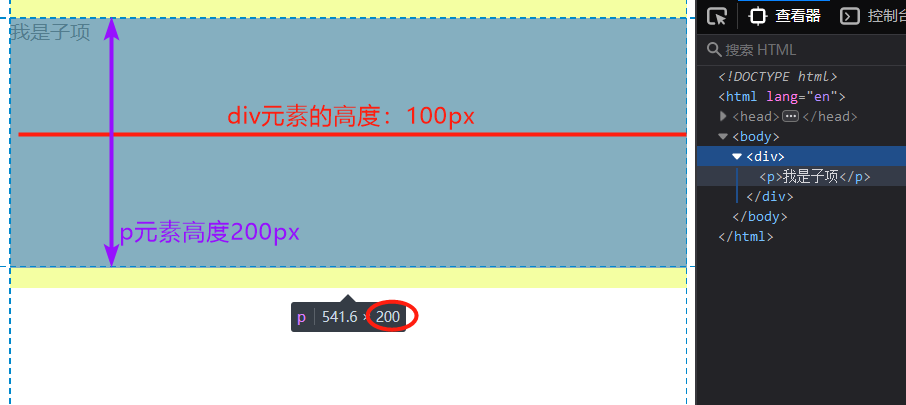 我是子项
div元素的高度：100px
p元素高度200px
p 541.6 × 200
查看器 控制台
搜索 HTML
<!DOCTYPE html>
<html lang="en">
<head>⋯</head>
<body>
<div>
<p>我是子项</p>
</div>
</body>
</html>